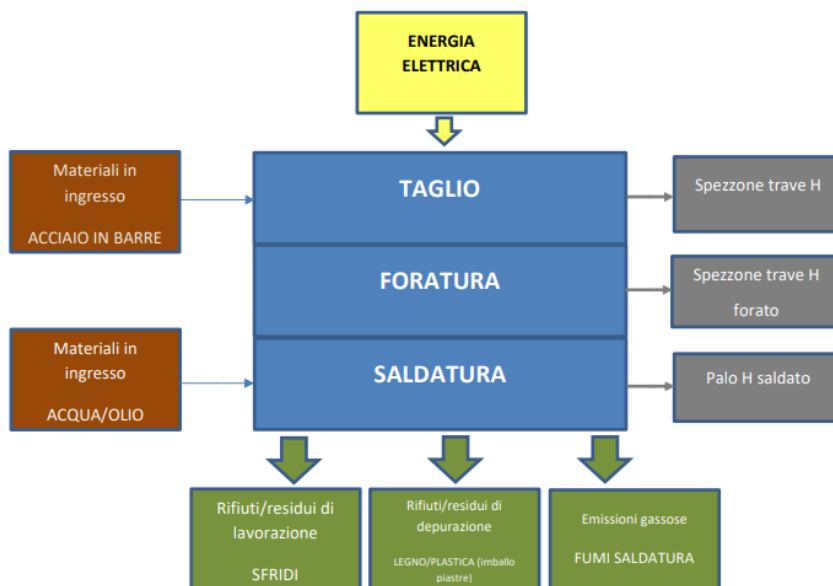 ENERGIA
ELETTRICA
Materiali in
ingresso
ACCIAIO IN BARRE
TAGLIO
Spezzone trave H
FORATURA
Spezzone trave H
forato
Materiali in
ingresso
ACQUA/OLIO
SALDATURA
Palo H saldato
Rifiuti/residui di
lavorazione
SFRIDI
Rifiuti/residui di
depurazione
LEGNO/PLASTICA (imballo
piastre)
Emissioni gassose
FUMI SALDATURA